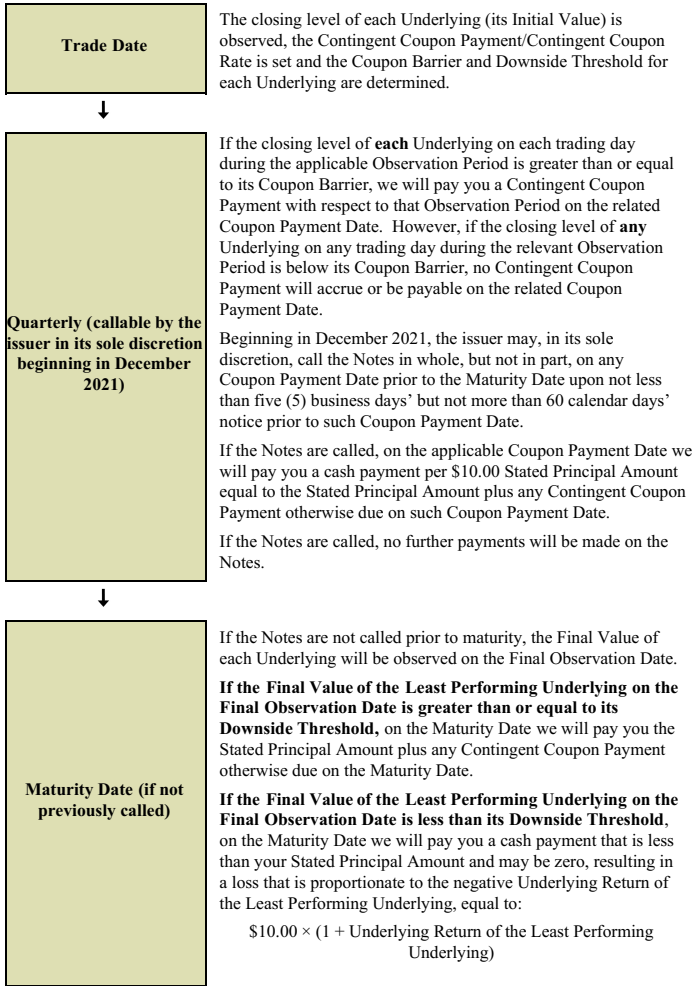 Trade Date
The closing level of each Underlying (its Initial Value) is
observed, the Contingent Coupon Payment/Contingent Coupon
Rate is set and the Coupon Barrier and Downside Threshold for
each Underlying are determined.
Quarterly (callable by the
issuer in its sole discretion
beginning in December
2021)
If the closing level of each Underlying on each trading day
during the applicable Observation Period is greater than or equal
to its Coupon Barrier, we will pay you a Contingent Coupon
Payment with respect to that Observation Period on the related
Coupon Payment Date. However, if the closing level of any
Underlying on any trading day during the relevant Observation
Period is below its Coupon Barrier, no Contingent Coupon
Payment will accrue or be payable on the related Coupon
Payment Date.
Beginning in December 2021, the issuer may, in its sole
discretion, call the Notes in whole, but not in part, on any
Coupon Payment Date prior to the Maturity Date upon not less
than five (5) business days’ but not more than 60 calendar days’
notice prior to such Coupon Payment Date.
If the Notes are called, on the applicable Coupon Payment Date we
will pay you a cash payment per $10.00 Stated Principal Amount
equal to the Stated Principal Amount plus any Contingent Coupon
Payment otherwise due on such Coupon Payment Date.
If the Notes are called, no further payments will be made on the
Notes.
Maturity Date (if not
previously called)
If the Notes are not called prior to maturity, the Final Value of
each Underlying will be observed on the Final Observation Date.
If the Final Value of the Least Performing Underlying on the
Final Observation Date is greater than or equal to its
Downside Threshold, on the Maturity Date we will pay you the
Stated Principal Amount plus any Contingent Coupon Payment
otherwise due on the Maturity Date.
If the Final Value of the Least Performing Underlying on the
Final Observation Date is less than its Downside Threshold,
on the Maturity Date we will pay you a cash payment that is less
than your Stated Principal Amount and may be zero, resulting in
a loss that is proportionate to the negative Underlying Return of
the Least Performing Underlying, equal to:
$10.00 × (1 + Underlying Return of the Least Performing
Underlying)